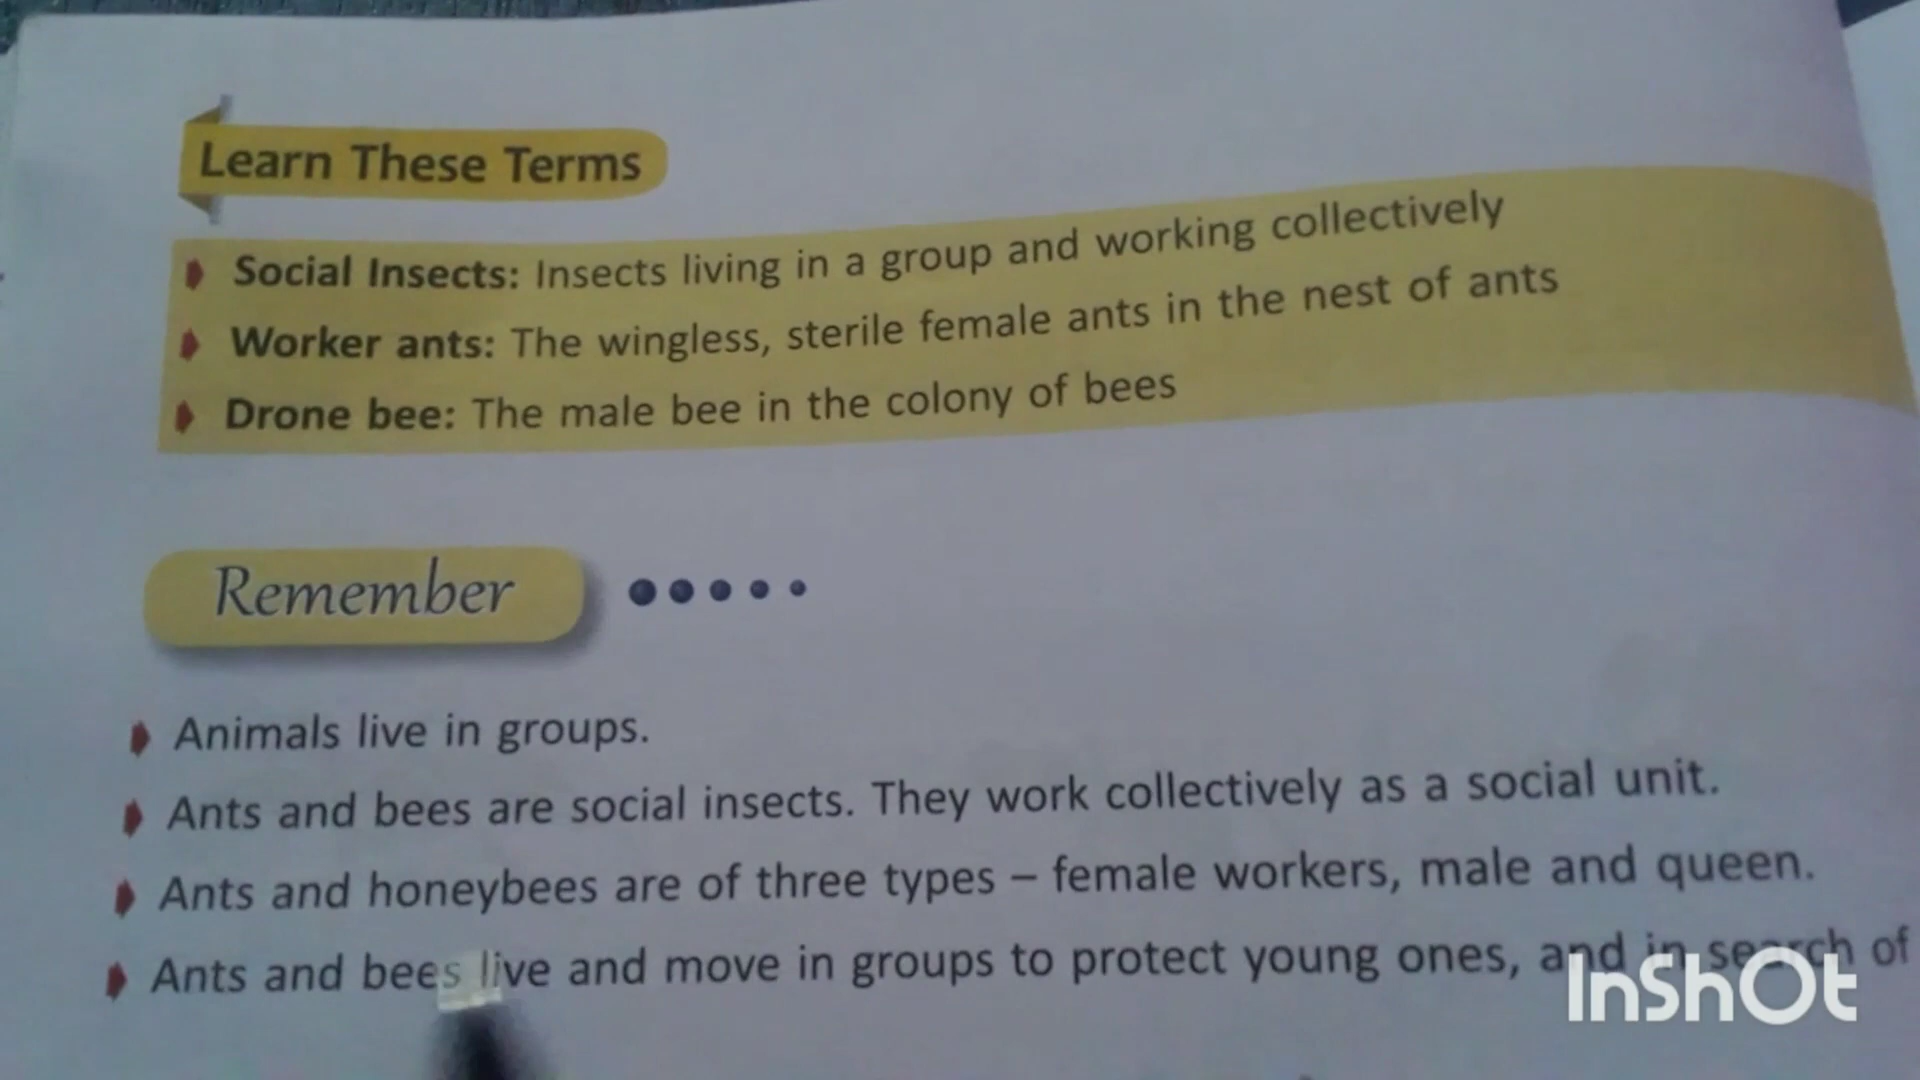 Learn These Terms
Social Insects: Insects living in a group and working collectively
Worker ants: The wingless, sterile female ants in the nest of ants
Drone bee: The male bee in the colony of bees
Remember
Animals live in groups.
Ants and bees are social insects. They work collectively as a social unit.
Ants and honeybees are of three types – female workers, male and queen.
Ants and bees live and move in groups to protect young ones, and in search of
InShOt